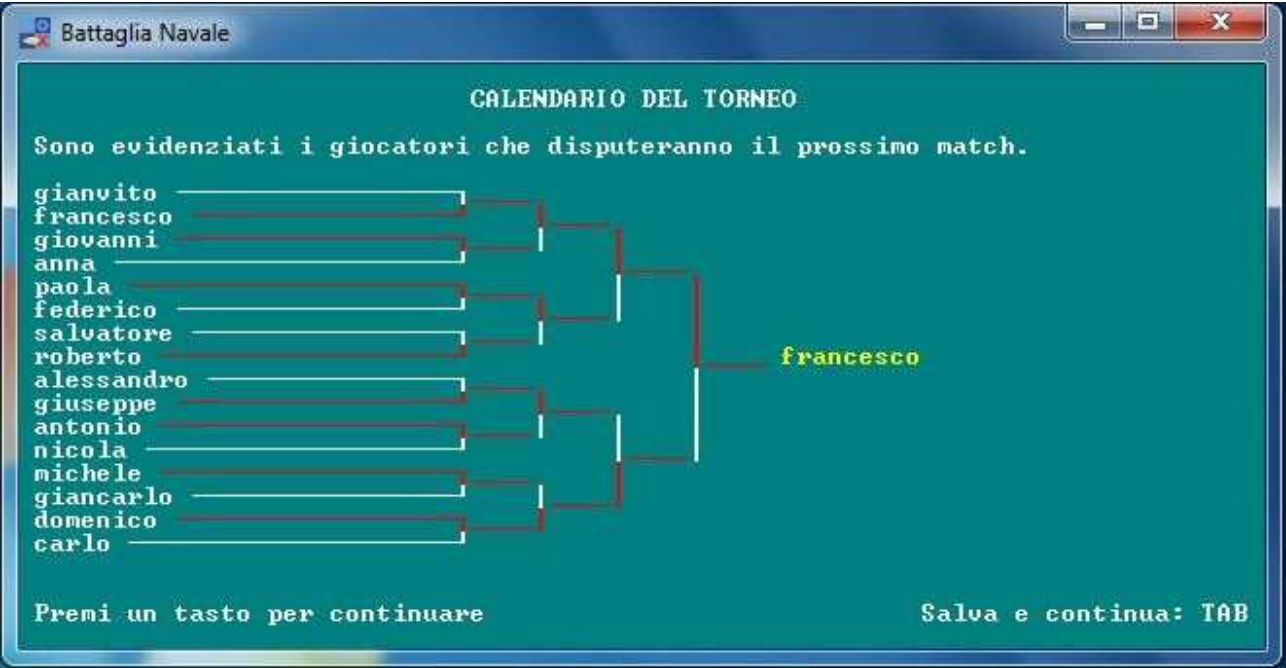 Battaglia Navale
CALENDARIO DEL TORNEO
Sono evidenziati i giocatori che disputeranno il prossimo match.
gianvito
francesco
giovanni
anna
paola
federico
salvatore
roberto
francesco
alessandro
giuseppe
antonio
nicola
michele
giancarlo
domenico
carlo
Premi un tasto per continuare Salva e continua: TAB